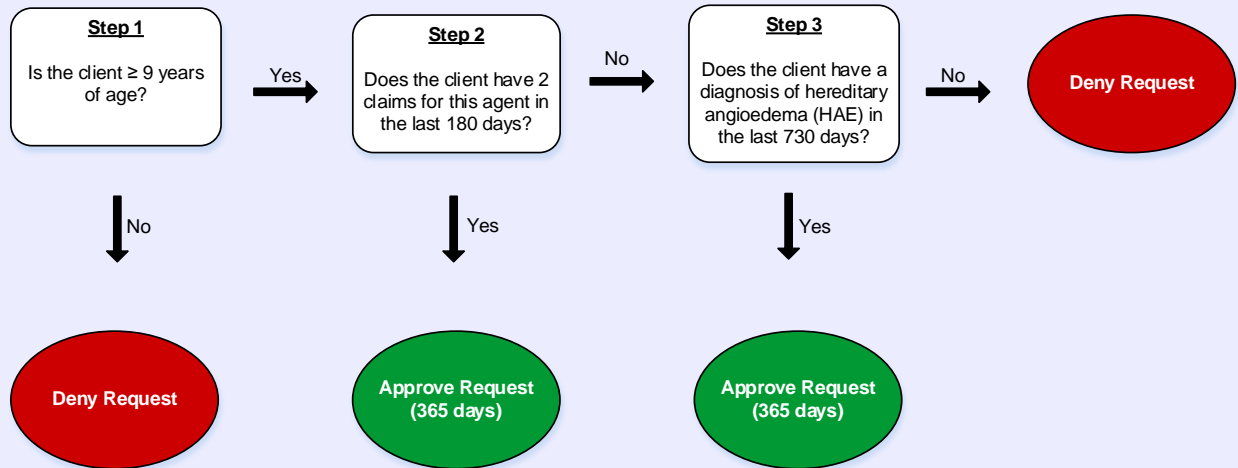 Step 1
Is the client ≥ 9 years
of age?
Yes
Step 2
Does the client have 2
claims for this agent in
the last 180 days?
No
Step 3
Does the client have a
diagnosis of hereditary
angioedema (HAE) in
the last 730 days?
No
Deny Request
No
Yes
Yes
Deny Request
Approve Request
(365 days)
Approve Request
(365 days)